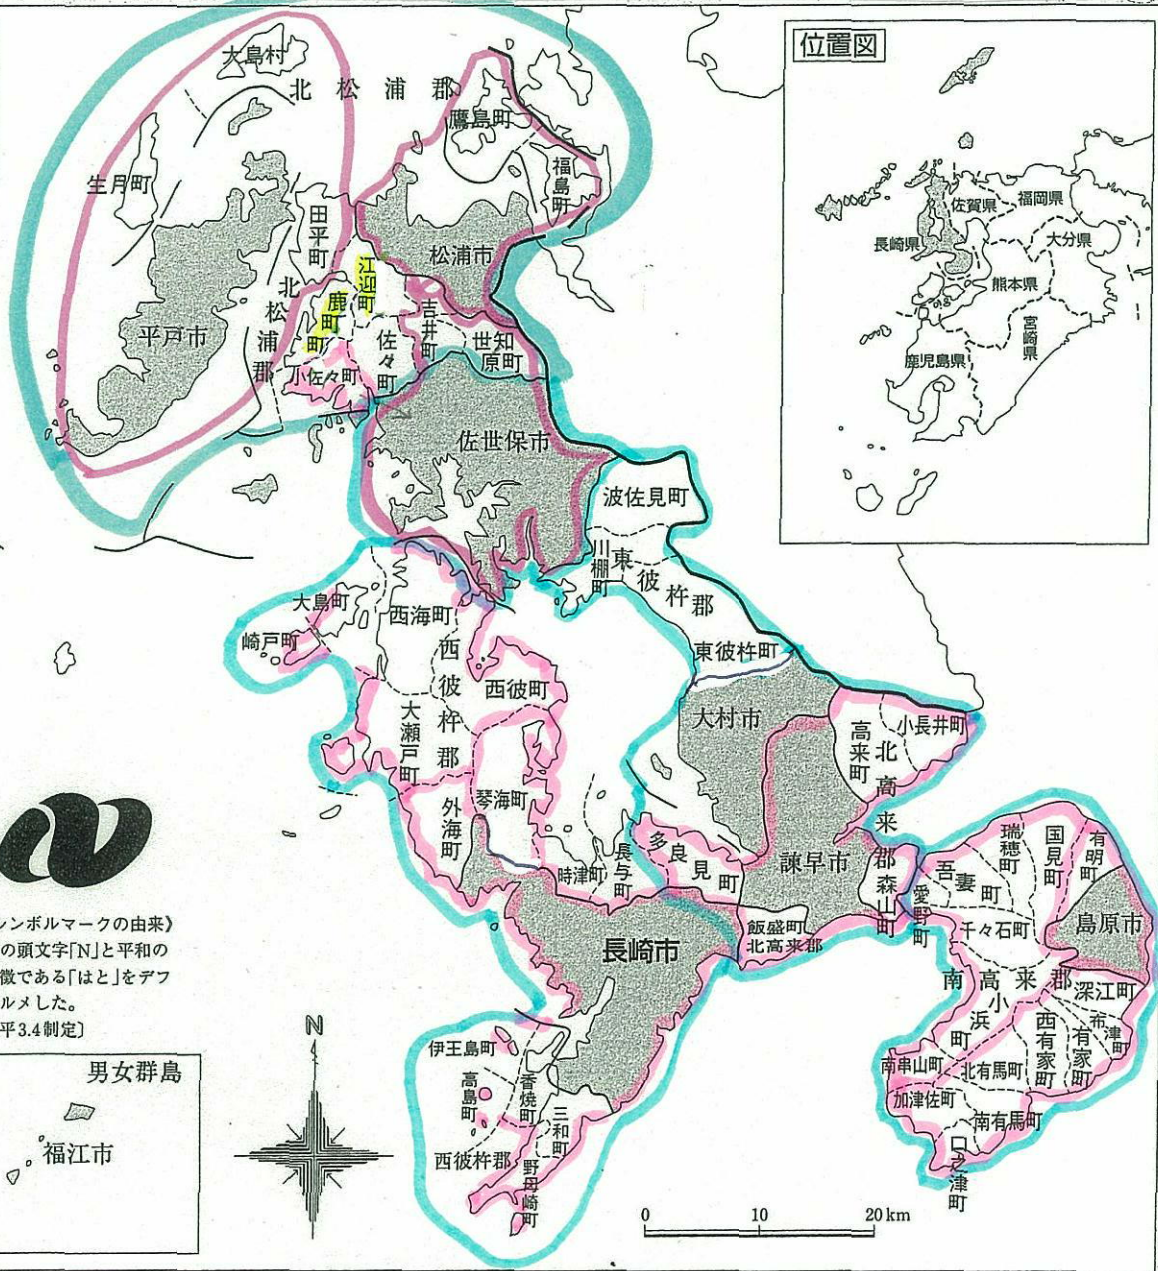 大島村
北松浦郡
鷹島町
福島町
生月町
田平町
松浦市
江迎町
鹿町町
北松浦郡
吉井町
世知原町
佐々町
小佐々町
平戸市
佐世保市
波佐見町
川棚町
東彼杵郡
東彼杵町
大島町
崎戸町
西海町
西彼杵郡
西彼町
大瀬戸町
大村市
高来町
小長井町
北高来郡
外海町
琴海町
時津町
長与町
多良見町
諫早市
森山町
飯盛町
北高来郡
愛野町
吾妻町
瑞穂町
国見町
有明町
島原市
千々石町
南高来郡
小浜町
深江町
布津町
有家町
西有家町
北有馬町
南串山町
加津佐町
南有馬町
口之津町
長崎市
伊王島町
高島町
香焼町
三和町
西彼杵郡
野母崎町
位置図
福岡県
佐賀県
長崎県
大分県
熊本県
宮崎県
鹿児島県
シンボルマークの由来》
の頭文字「N」と平和の
徴である「はと」をデフ
ルメした。
平3.4制定〕
男女群島
福江市
N
0 10 20km